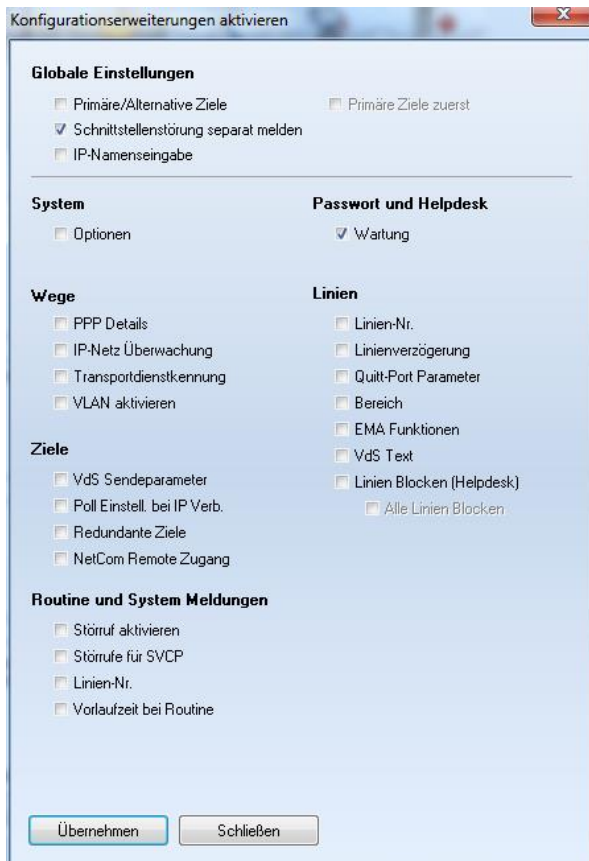 Konfigurationserweiterungen aktivieren
Globale Einstellungen
Primäre/Alternative Ziele
Primäre Ziele zuerst
Schnittstellenstörung separat melden
IP-Namenseingabe
System
Optionen
Passwort und Helpdesk
Wartung
Wege
PPP Details
IP-Netz Überwachung
Transportdienstkennung
VLAN aktivieren
Linien
Linien-Nr.
Linienverzögerung
Quitt-Port Parameter
Bereich
EMA Funktionen
VdS Text
Linien Blocken (Helpdesk)
Alle Linien Blocken
Ziele
VdS Sendeparameter
Poll Einstell. bei IP Verb.
Redundante Ziele
NetCom Remote Zugang
Routine und System Meldungen
Störruf aktivieren
Störrufe für SVCP
Linien-Nr.
Vorlaufzeit bei Routine
Übernehmen
Schließen